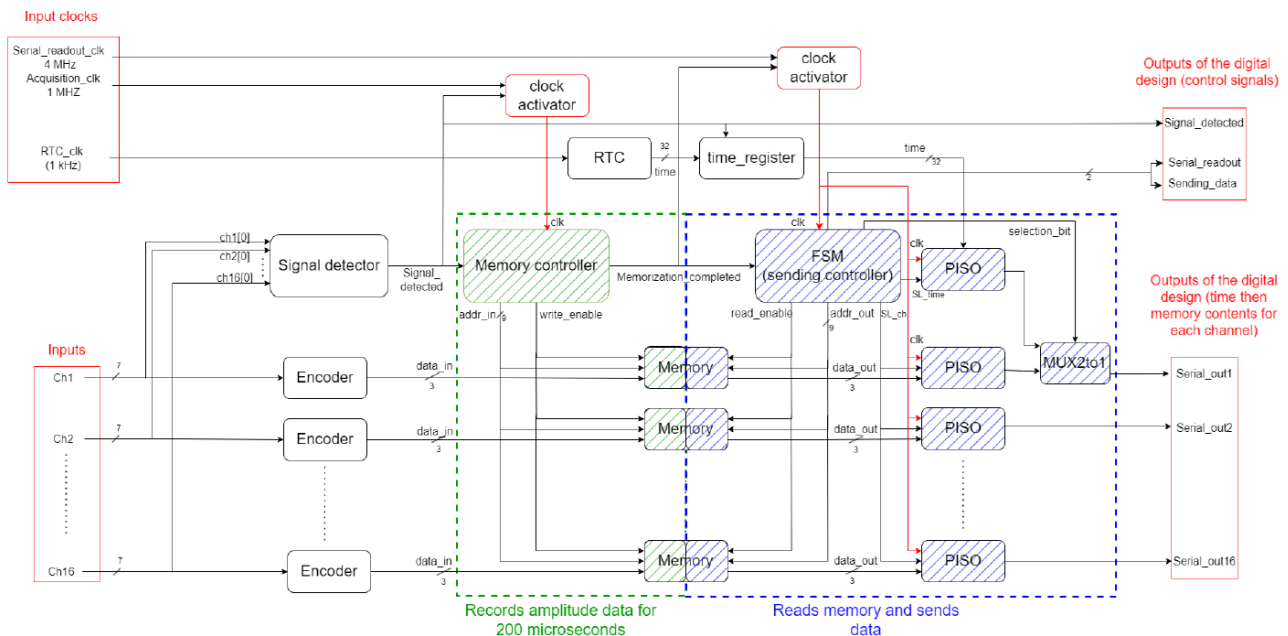 Input clocks
Serial_readout_clk
4 MHz
Acquisition_clk
1 MHZ
RTC_clk
(1 kHz)
clock
activator
clock
activator
Outputs of the digital
design (control signals)
Signal_detected
Serial_readout
Sending_data
RTC
32
time
time_register
time
32
2
ch1[0]
ch2[0]
ch16[0]
Signal detector
Signal_
detected
clk
Memory controller
addr_in
9
write_enable
Memorization_completed
clk
FSM
(sending controller)
read_enable
addr_out
9
SL_ch
selection_bit
clk
SL_time
PISO
MUX2to1
Outputs of the digital
design (time then
memory contents for
each channel)
Inputs
Ch1
7
Encoder
data_in
3
Memory
data_out
3
clk
PISO
Serial_out1
Ch2
7
Encoder
data_in
3
Memory
data_out
3
PISO
Serial_out2
Ch16
7
Encoder
data_in
3
Memory
data_out
3
PISO
Serial_out16
Records amplitude data for
200 microseconds
Reads memory and sends
data